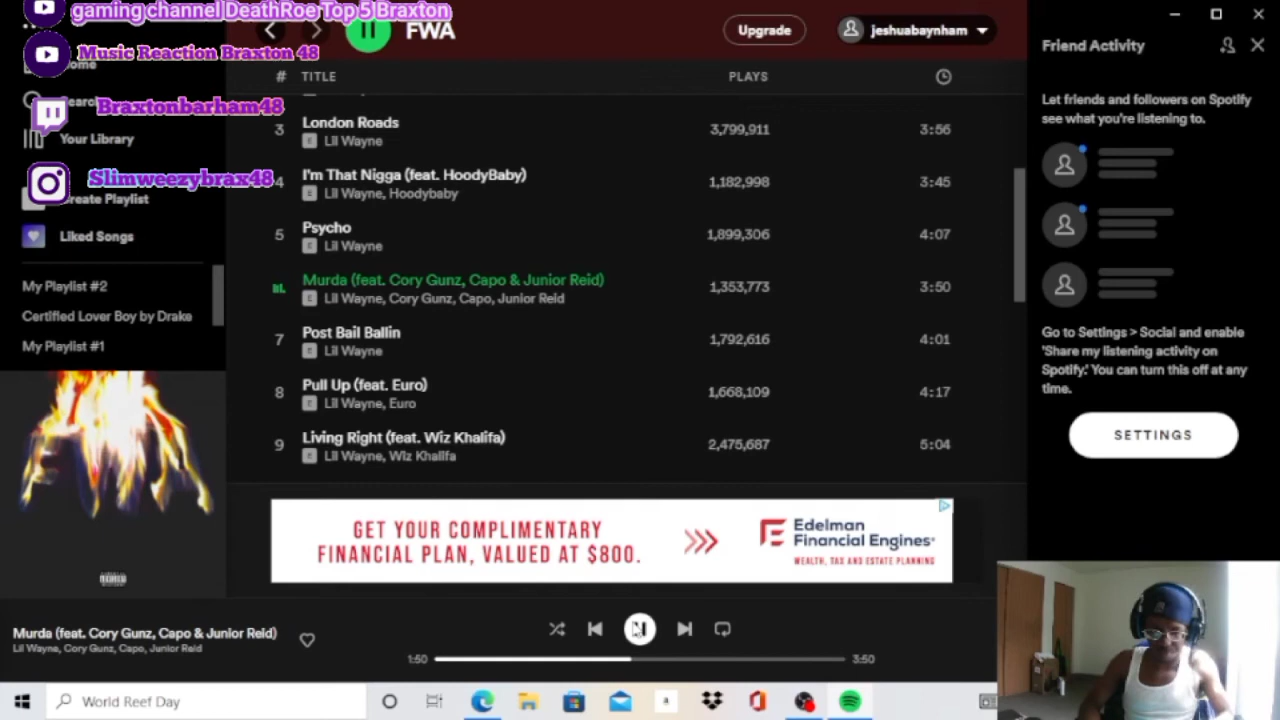 gaming channel DeathRoe Top 5 Braxton
Music Reaction Braxton 48
Home
Search
Braxtonbarham48
Your Library
Slimweezybrax48
Create Playlist
Liked Songs
My Playlist #2
Certified Lover Boy by Drake
My Playlist #1
FWA
Upgrade
jeshuabaynham
# TITLE PLAYS
3 London Roads 3,799,911 3:56
E Lil Wayne
4 I'm That Nigga (feat. HoodyBaby) 1,182,998 3:45
E Lil Wayne, Hoodybaby
5 Psycho 1,899,306 4:07
E Lil Wayne
Murda (feat. Cory Gunz, Capo & Junior Reid) 1,353,773 3:50
E Lil Wayne, Cory Gunz, Capo, Junior Reid
7 Post Bail Ballin 1,792,616 4:01
E Lil Wayne
8 Pull Up (feat. Euro) 1,668,109 4:17
E Lil Wayne, Euro
9 Living Right (feat. Wiz Khalifa) 2,475,687 5:04
E Lil Wayne, Wiz Khalifa
GET YOUR COMPLIMENTARY
FINANCIAL PLAN, VALUED AT $800.
Edelman
Financial Engines
WEALTH, TAX AND ESTATE PLANNING
Friend Activity
Let friends and followers on Spotify
see what you're listening to.
Go to Settings > Social and enable
'Share my listening activity on
Spotify.' You can turn this off at any
time.
SETTINGS
Murda (feat. Cory Gunz, Capo & Junior Reid)
Lil Wayne, Cory Gunz, Capo, Junior Reid
1:50
3:50
World Reef Day